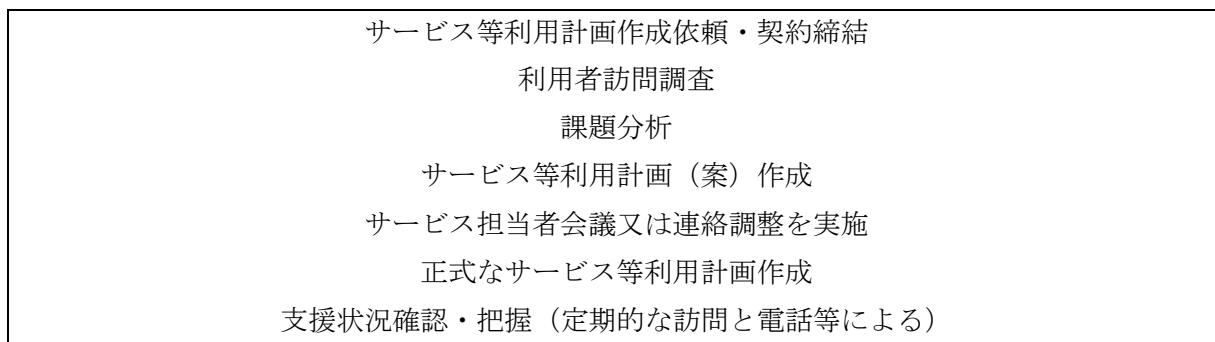 サービス等利用計画作成依頼・契約締結
利用者訪問調査
課題分析
サービス等利用計画（案）作成
サービス担当者会議又は連絡調整を実施
正式なサービス等利用計画作成
支援状況確認・把握（定期的な訪問と電話等による）